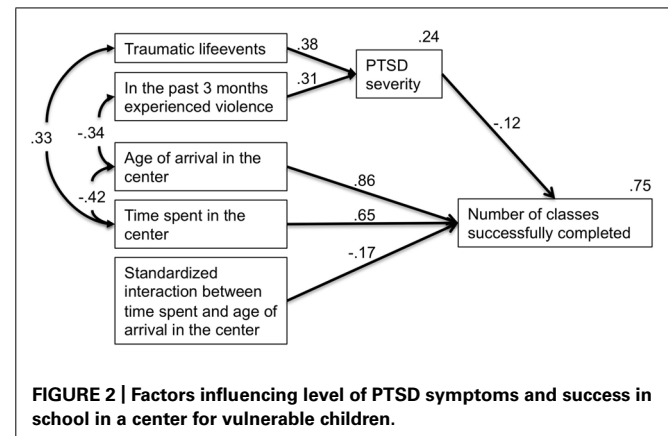 Traumatic lifeevents
.38
.24
PTSD
severity
In the past 3 months
experienced violence
.31
.33
-.34
-.12
Age of arrival in the
center
.86
-.42
Time spent in the
center
.65
.75
Number of classes
successfully completed
-.17
Standardized
interaction between
time spent and age of
arrival in the center
FIGURE 2 | Factors influencing level of PTSD symptoms and success in
school in a center for vulnerable children.